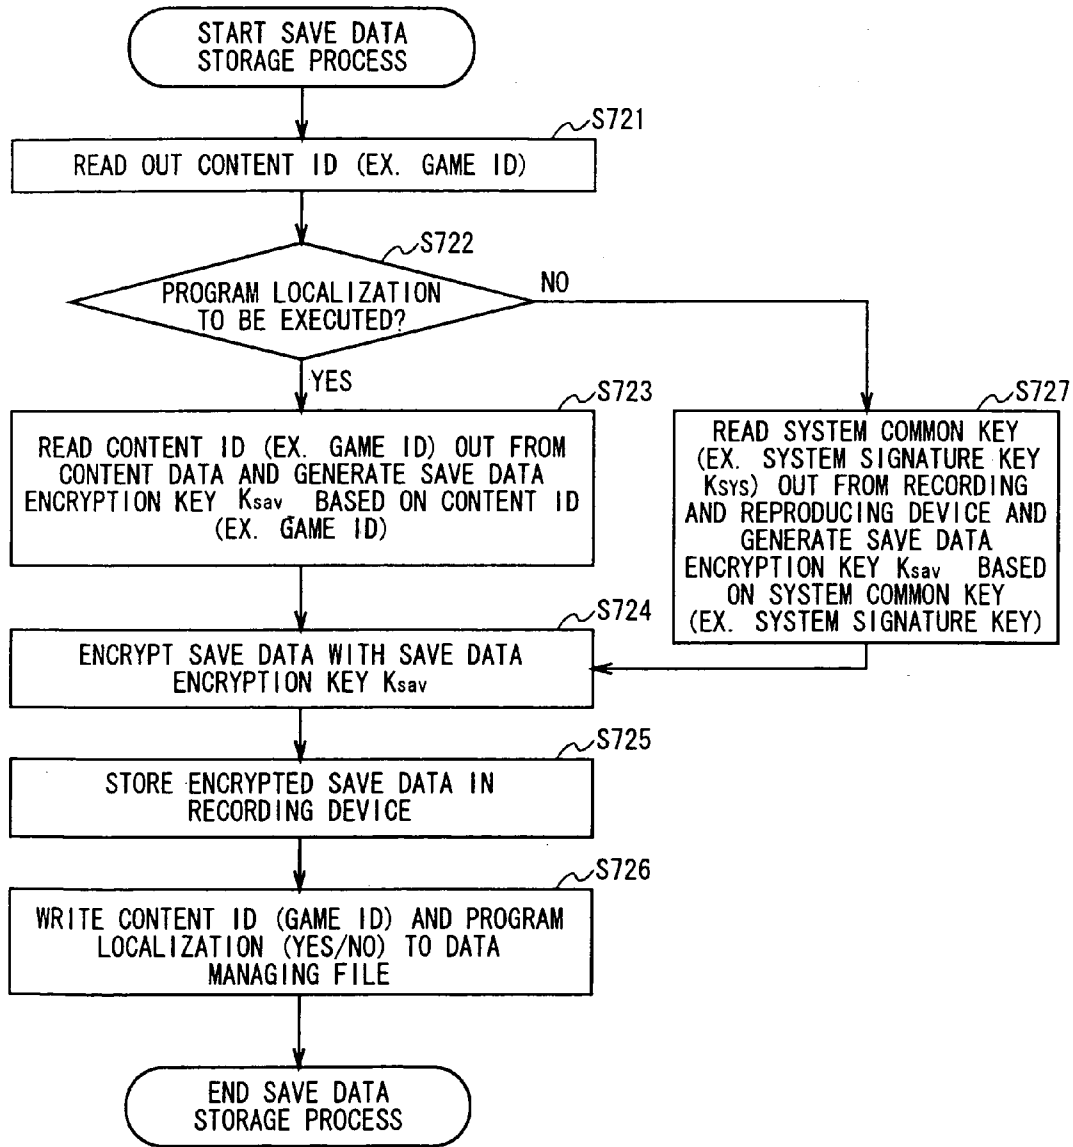 START SAVE DATA
STORAGE PROCESS
S721
READ OUT CONTENT ID (EX. GAME ID)
S722
PROGRAM LOCALIZATION
TO BE EXECUTED?
NO
YES
S723
READ CONTENT ID (EX. GAME ID) OUT FROM
CONTENT DATA AND GENERATE SAVE DATA
ENCRYPTION KEY Ksav BASED ON CONTENT ID
(EX. GAME ID)
S727
READ SYSTEM COMMON KEY
(EX. SYSTEM SIGNATURE KEY
Ksys) OUT FROM RECORDING
AND REPRODUCING DEVICE AND
GENERATE SAVE DATA
ENCRYPTION KEY Ksav BASED
ON SYSTEM COMMON KEY
(EX. SYSTEM SIGNATURE KEY)
S724
ENCRYPT SAVE DATA WITH SAVE DATA
ENCRYPTION KEY Ksav
S725
STORE ENCRYPTED SAVE DATA IN
RECORDING DEVICE
S726
WRITE CONTENT ID (GAME ID) AND PROGRAM
LOCALIZATION (YES/NO) TO DATA
MANAGING FILE
END SAVE DATA
STORAGE PROCESS